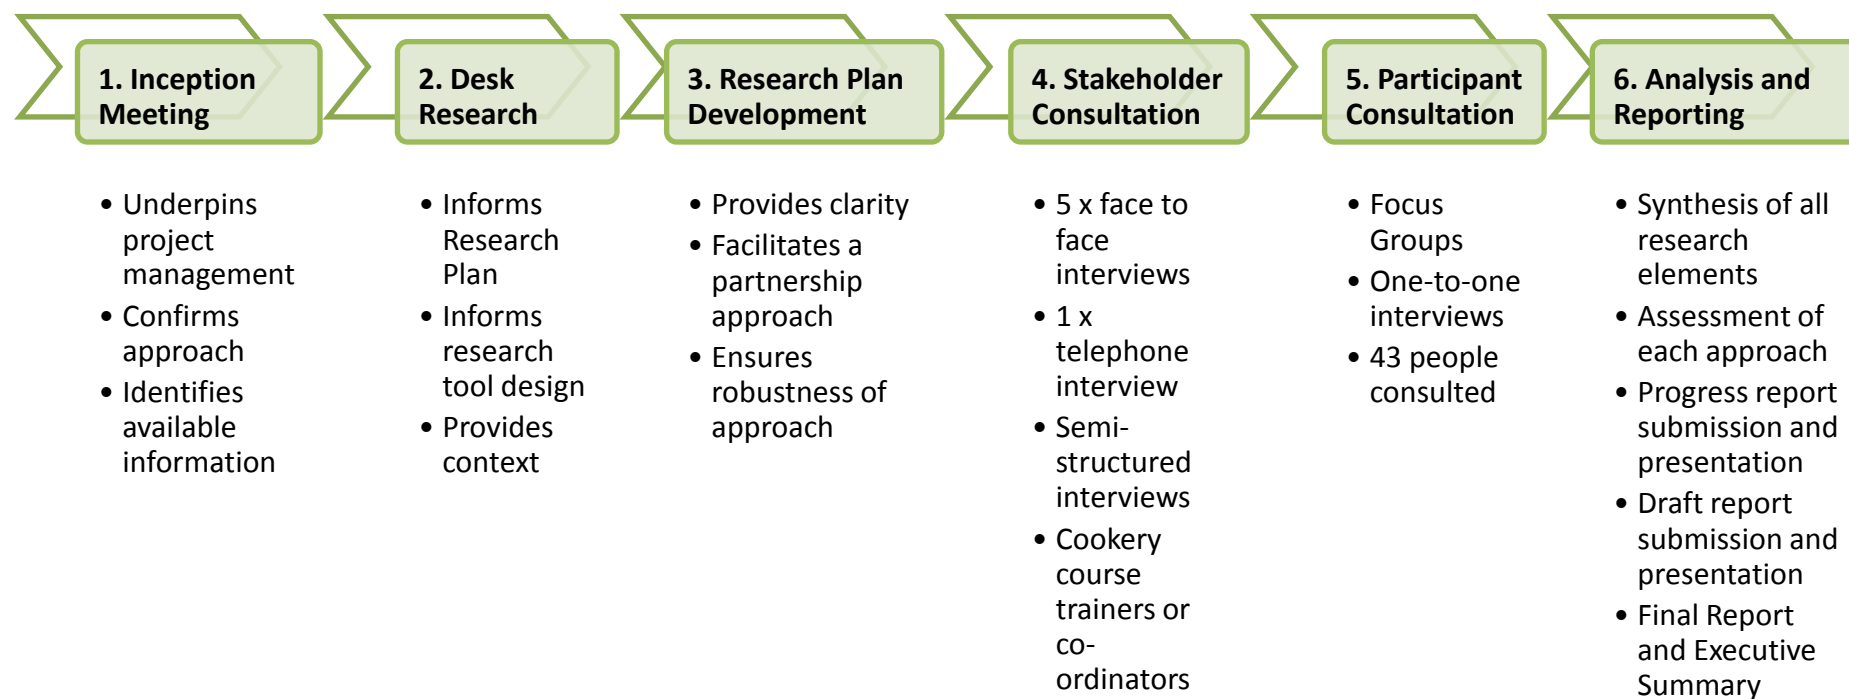 1. Inception
Meeting
• Underpins
project
management
• Confirms
approach
• Identifies
available
information
2. Desk
Research
• Informs
Research
Plan
• Informs
research
tool design
• Provides
context
3. Research Plan
Development
• Provides clarity
• Facilitates a
partnership
approach
• Ensures
robustness of
approach
4. Stakeholder
Consultation
• 5 x face to
face
interviews
• 1 x
telephone
interview
• Semi-
structured
interviews
• Cookery
course
trainers or
co-
ordinators
5. Participant
Consultation
• Focus
Groups
• One-to-one
interviews
• 43 people
consulted
6. Analysis and
Reporting
• Synthesis of all
research
elements
• Assessment of
each approach
• Progress report
submission and
presentation
• Draft report
submission and
presentation
• Final Report
and Executive
Summary